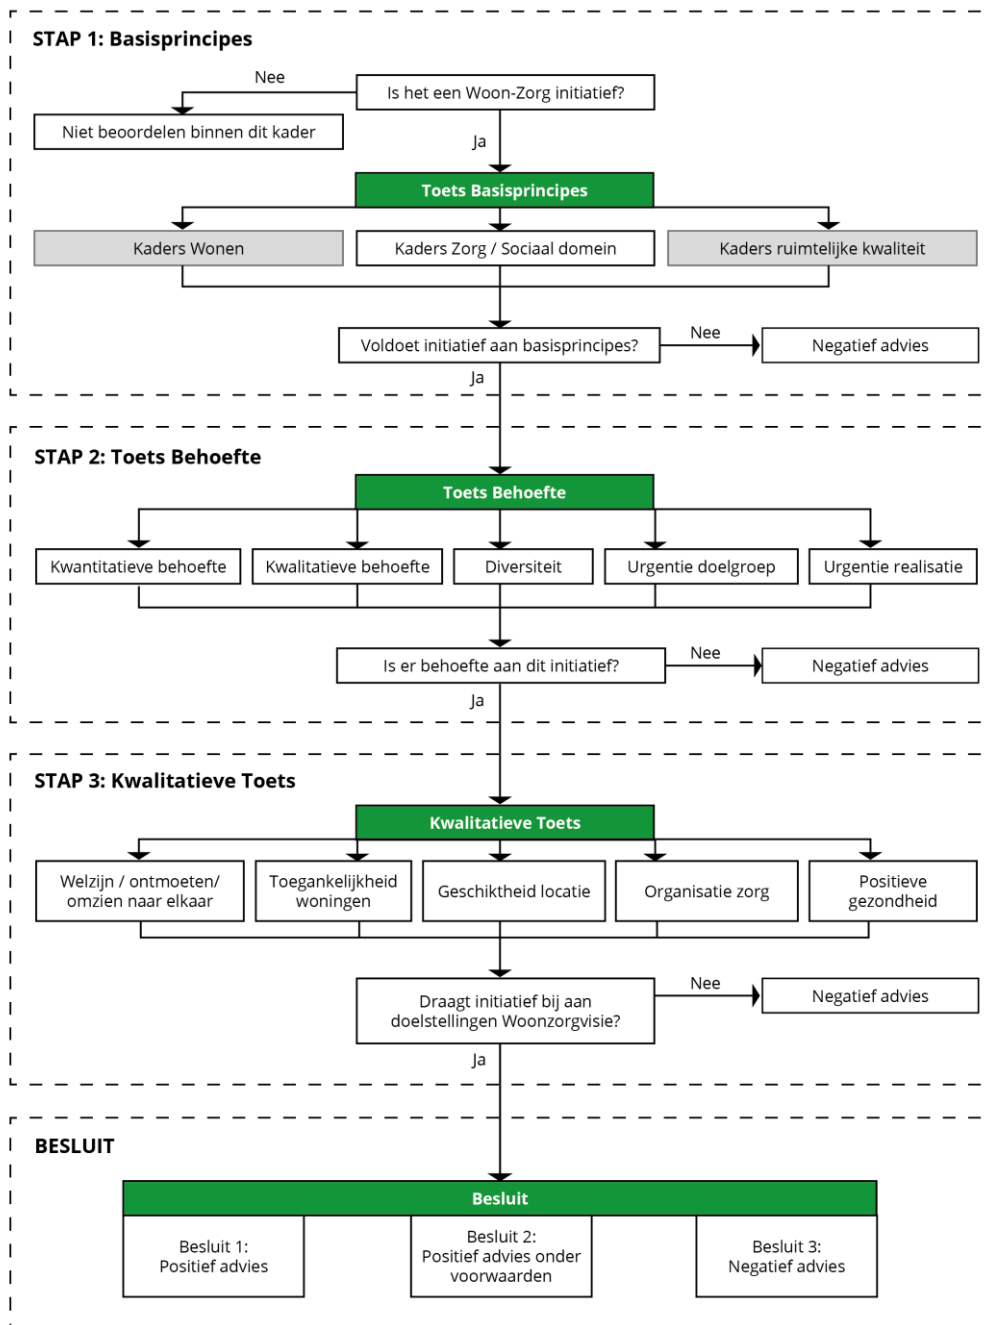 STAP 1: Basisprincipes
Nee
Is het een Woon-Zorg initiatief?
Niet beoordelen binnen dit kader
Ja
Toets Basisprincipes
Kaders Wonen
Kaders Zorg / Sociaal domein
Kaders ruimtelijke kwaliteit
Voldoet initiatief aan basisprincipes?
Nee
Negatief advies
Ja
STAP 2: Toets Behoefte
Toets Behoefte
Kwantitatieve behoefte
Kwalitatieve behoefte
Diversiteit
Urgentie doelgroep
Urgentie realisatie
Is er behoefte aan dit initiatief?
Nee
Negatief advies
Ja
STAP 3: Kwalitatieve Toets
Kwalitatieve Toets
Welzijn / ontmoeten/
omzien naar elkaar
Toegankelijkheid
woningen
Geschiktheid locatie
Organisatie zorg
Positieve
gezondheid
Draagt initiatief bij aan
doelstellingen Woonzorgvisie?
Nee
Negatief advies
Ja
BESLUIT
Besluit
Besluit 1:
Positief advies
Besluit 2:
Positief advies onder
voorwaarden
Besluit 3:
Negatief advies